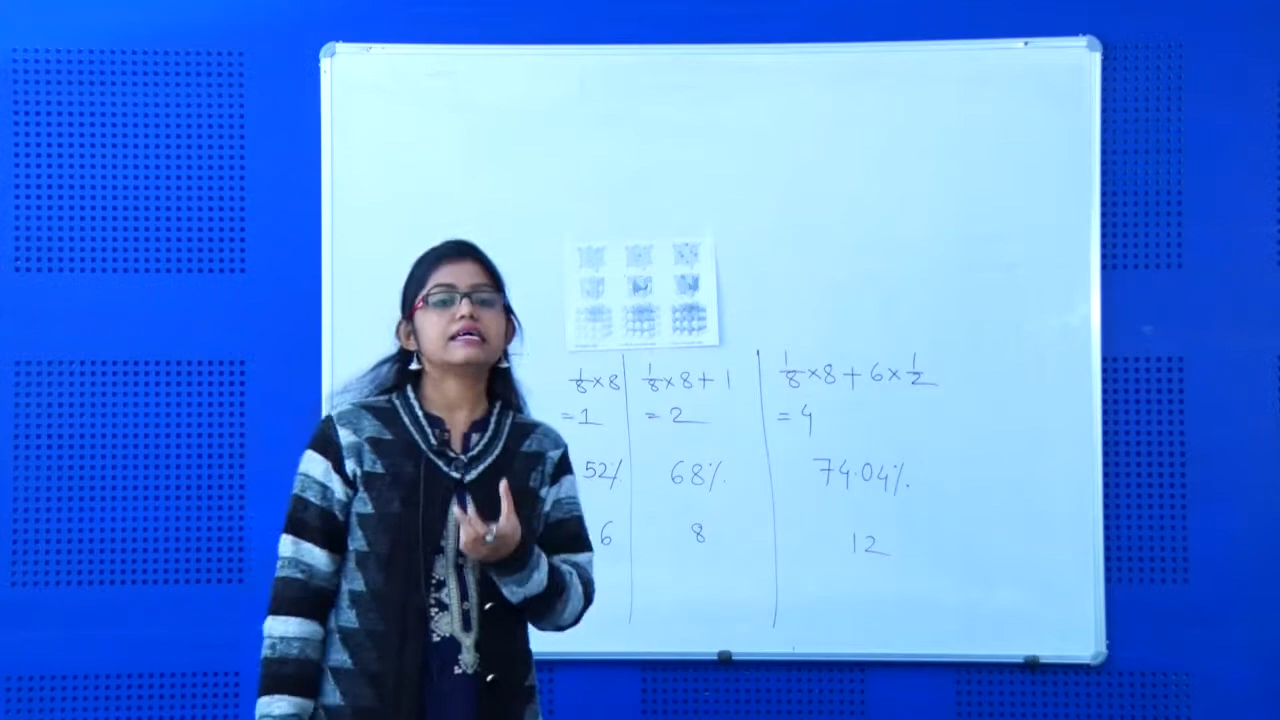 1/8×8 | 1/8×8+1 | 1/8×8+6×1/2
=1 | =2 | =4
52% | 68% | 74.04%
6 | 8 | 12